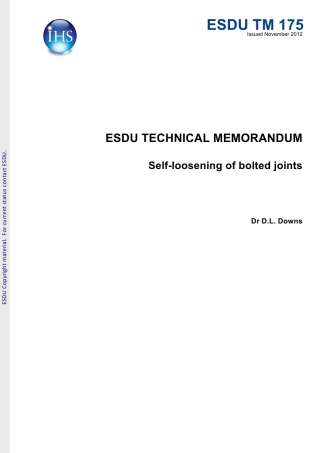 IHS
ESDU TM 175
Issued November 2012
ESDU TECHNICAL MEMORANDUM
Self-loosening of bolted joints
Dr D.L. Downs
ESDU Copyright material. For current status contact ESDU.